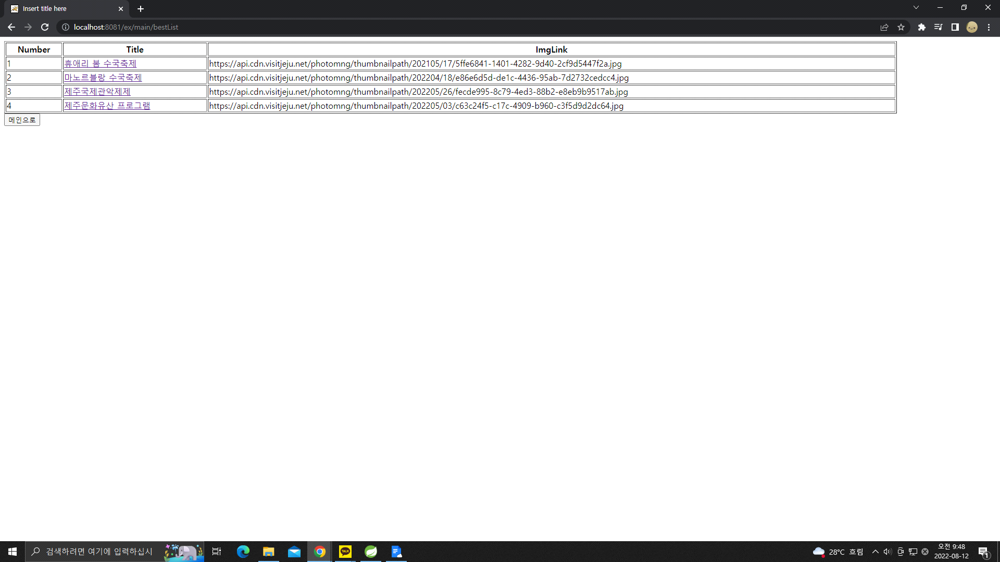 Insert title here
localhost:8081/ex/main/bestList
Number Title ImgLink
1 휴애리 봄 수국축제 https://api.cdn.visitjeju.net/photomng/thumbnailpath/202105/17/5ffe6841-1401-4282-9d40-2cf9d5447f2a.jpg
2 마노르블랑 수국축제 https://api.cdn.visitjeju.net/photomng/thumbnailpath/202204/18/e86e6d5d-de1c-4436-95ab-7d2732cedcc4.jpg
3 제주국제관악제제 https://api.cdn.visitjeju.net/photomng/thumbnailpath/202205/26/fecde995-8c79-4ed3-88b2-e8eb9b9517ab.jpg
4 제주문화유산 프로그램 https://api.cdn.visitjeju.net/photomng/thumbnailpath/202205/03/c63c24f5-c17c-4909-b960-c3f5d9d2dc64.jpg
메인으로
검색하려면 여기에 입력하십시
TALK
28°C 흐림
오전 9:48
2022-08-12
1